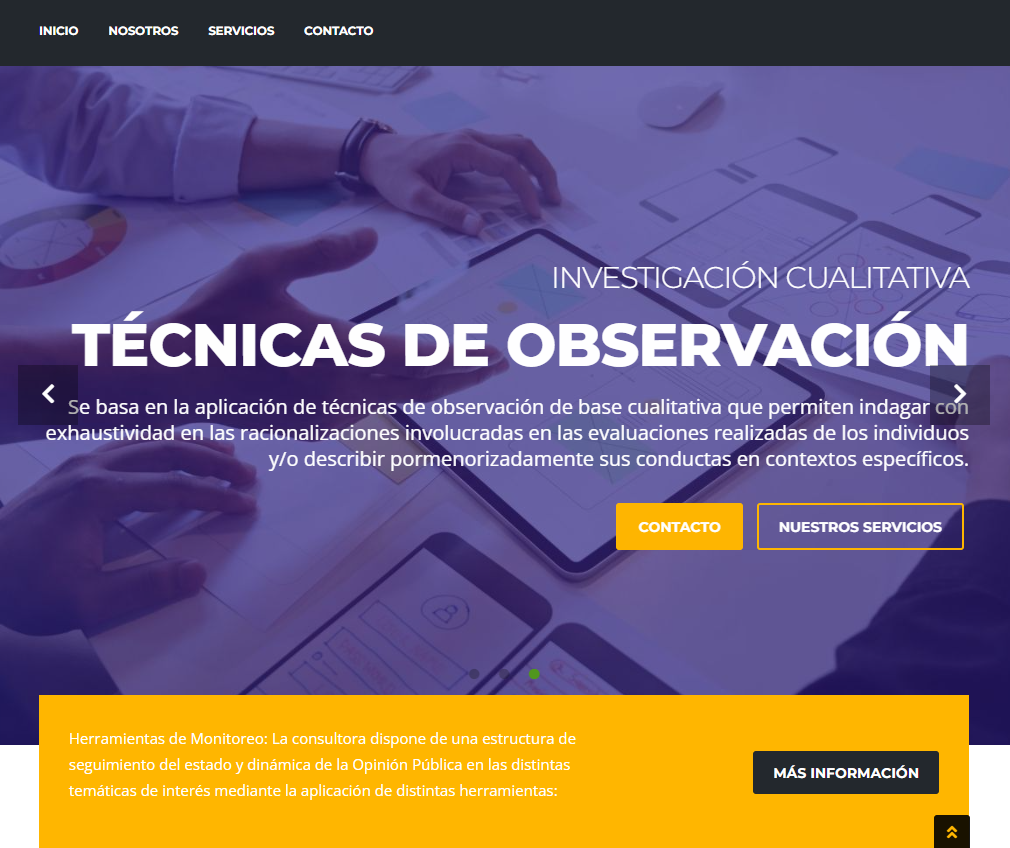 INICIO NOSOTROS SERVICIOS CONTACTO
INVESTIGACIÓN CUALITATIVA
TÉCNICAS DE OBSERVACIÓN
Se basa en la aplicación de técnicas de observación de base cualitativa que permiten indagar con
exhaustividad en las racionalizaciones involucradas en las evaluaciones realizadas de los individuos
y/o describir pormenorizadamente sus conductas en contextos específicos.
CONTACTO NUESTROS SERVICIOS
Herramientas de Monitoreo: La consultora dispone de una estructura de
seguimiento del estado y dinámica de la Opinión Pública en las distintas
temáticas de interés mediante la aplicación de distintas herramientas:
MÁS INFORMACIÓN